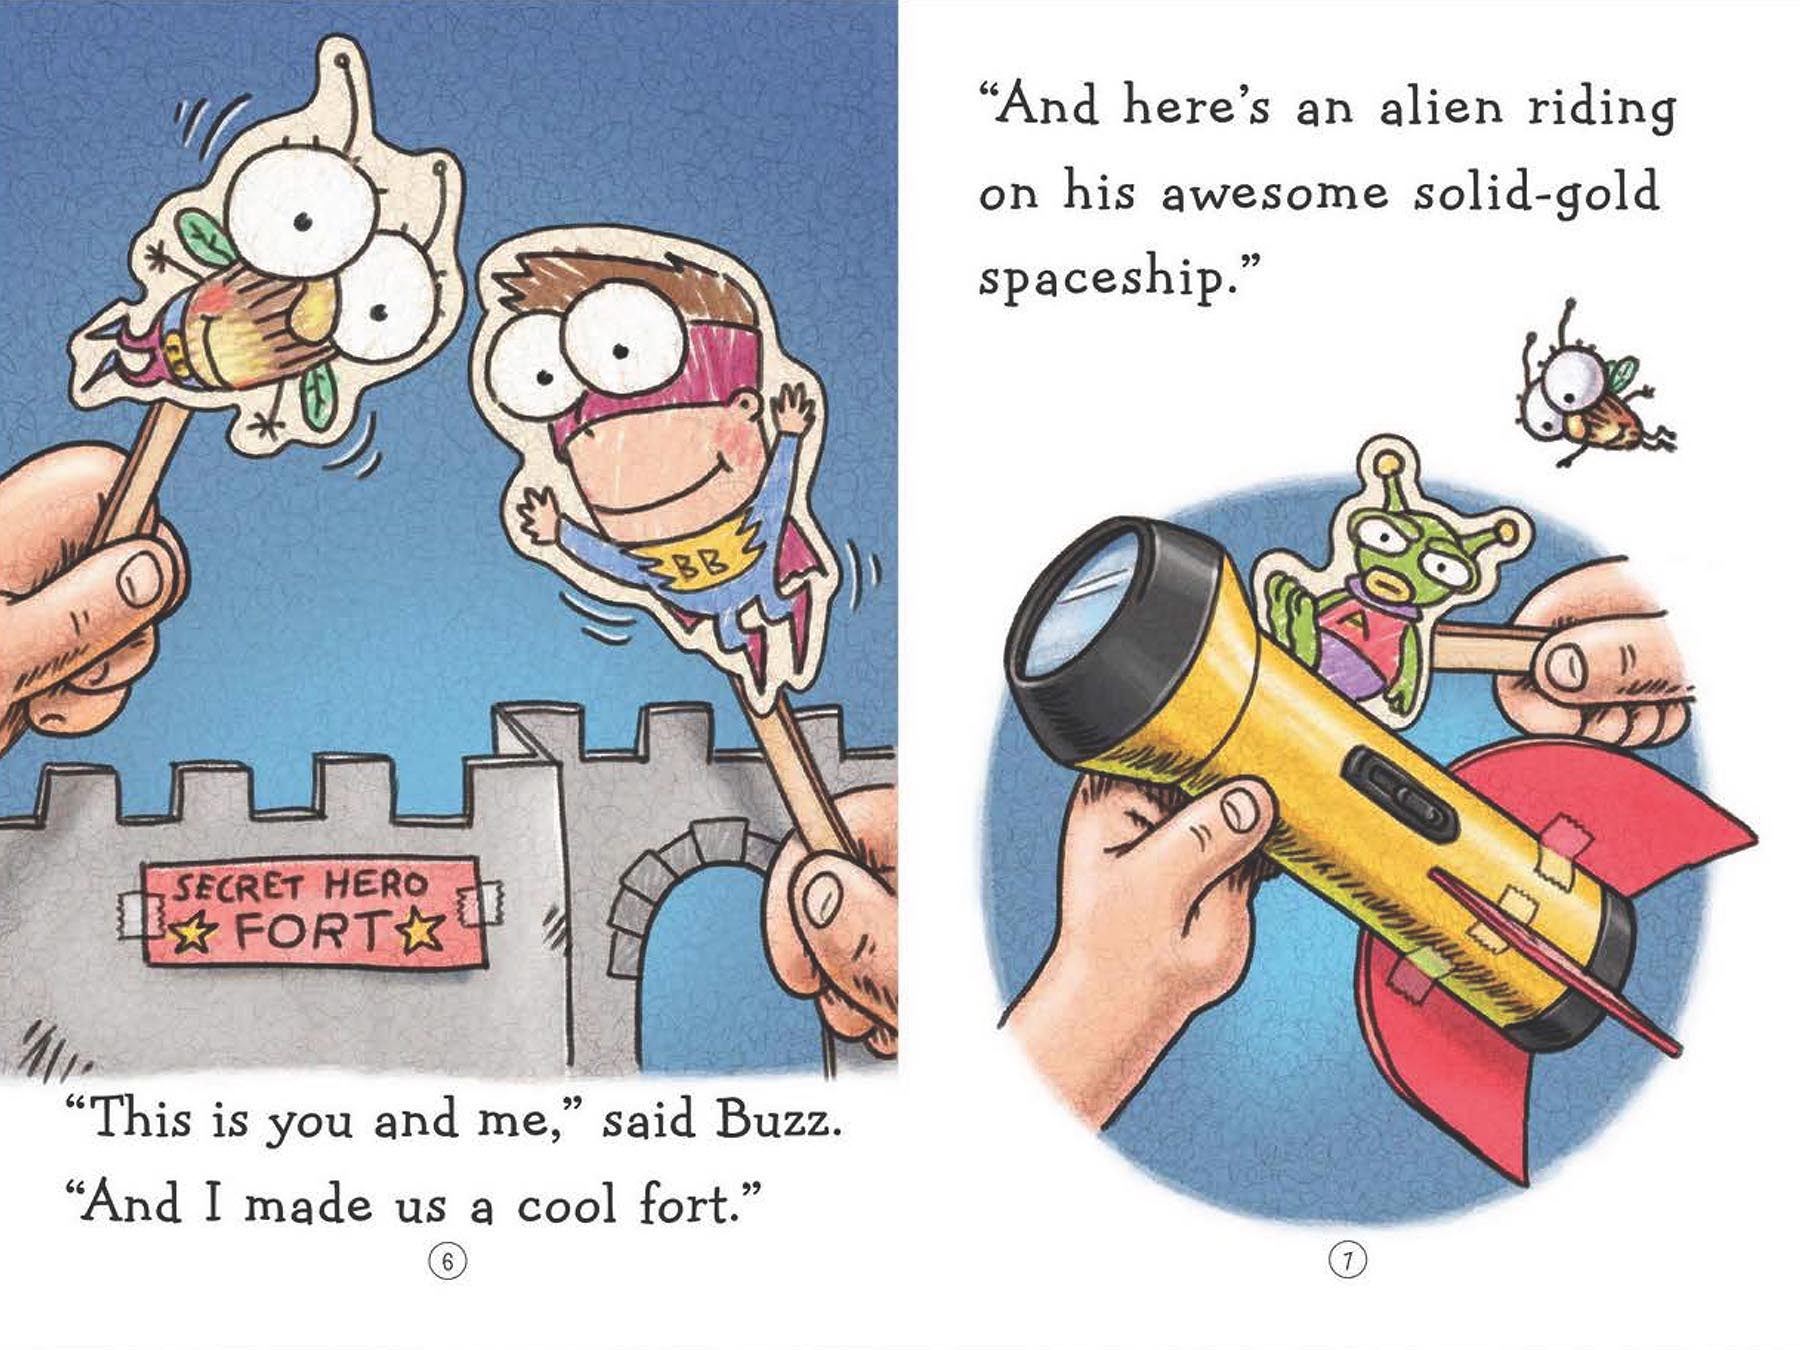 BB
SECRET HERO
FORT
“This is you and me,” said Buzz.
“And I made us a cool fort.”
6
“And here’s an alien riding
on his awesome solid-gold
spaceship.”
A
7